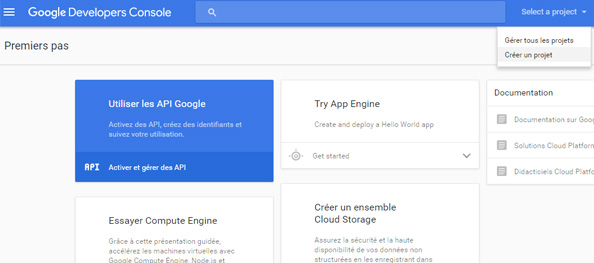 Google Developers Console
Select a project
Gérer tous les projets
Créer un projet
Premiers pas
Utiliser les API Google
Activez des API, créez des identifiants et
suivez votre utilisation.
API Activer et gérer des API
Try App Engine
Create and deploy a Hello World app
Get started
Documentation
Documentation sur Goo
Solutions Cloud Platform
Didacticiels Cloud Platf
Essayer Compute Engine
Grâce à cette présentation guidée,
accélérez les machines virtuelles avec
Google Compute Engine, Node.js et
Créer un ensemble
Cloud Storage
Assurez la sécurité et la haute
disponibilité de vos données non
structurées en les enregistrant dans